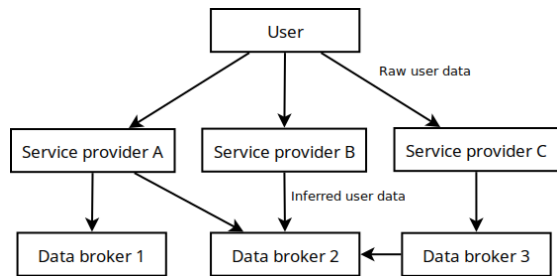 User
Raw user data
Service provider A
Service provider B
Service provider C
Inferred user data
Data broker 1
Data broker 2
Data broker 3